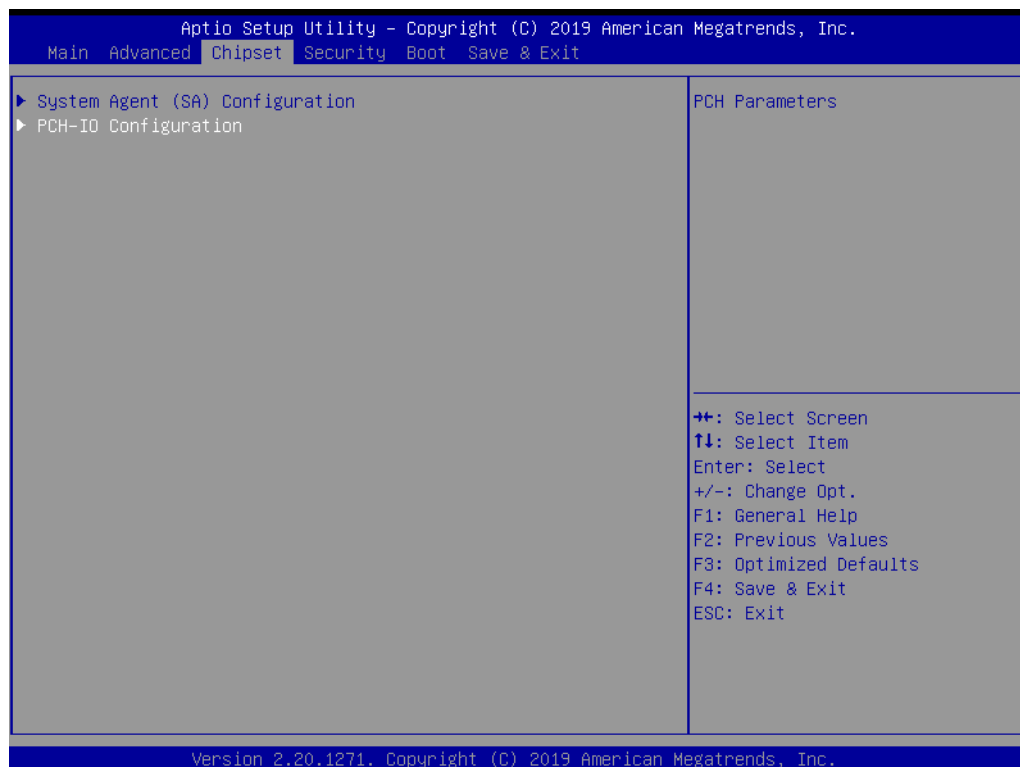 Aptio Setup Utility – Copyright (C) 2019 American Megatrends, Inc.
Main Advanced Chipset Security Boot Save & Exit
System Agent (SA) Configuration
PCH-IO Configuration
PCH Parameters
→←: Select Screen
↑↓: Select Item
Enter: Select
+/-: Change Opt.
F1: General Help
F2: Previous Values
F3: Optimized Defaults
F4: Save & Exit
ESC: Exit
Version 2.20.1271. Copyright (C) 2019 American Megatrends, Inc.